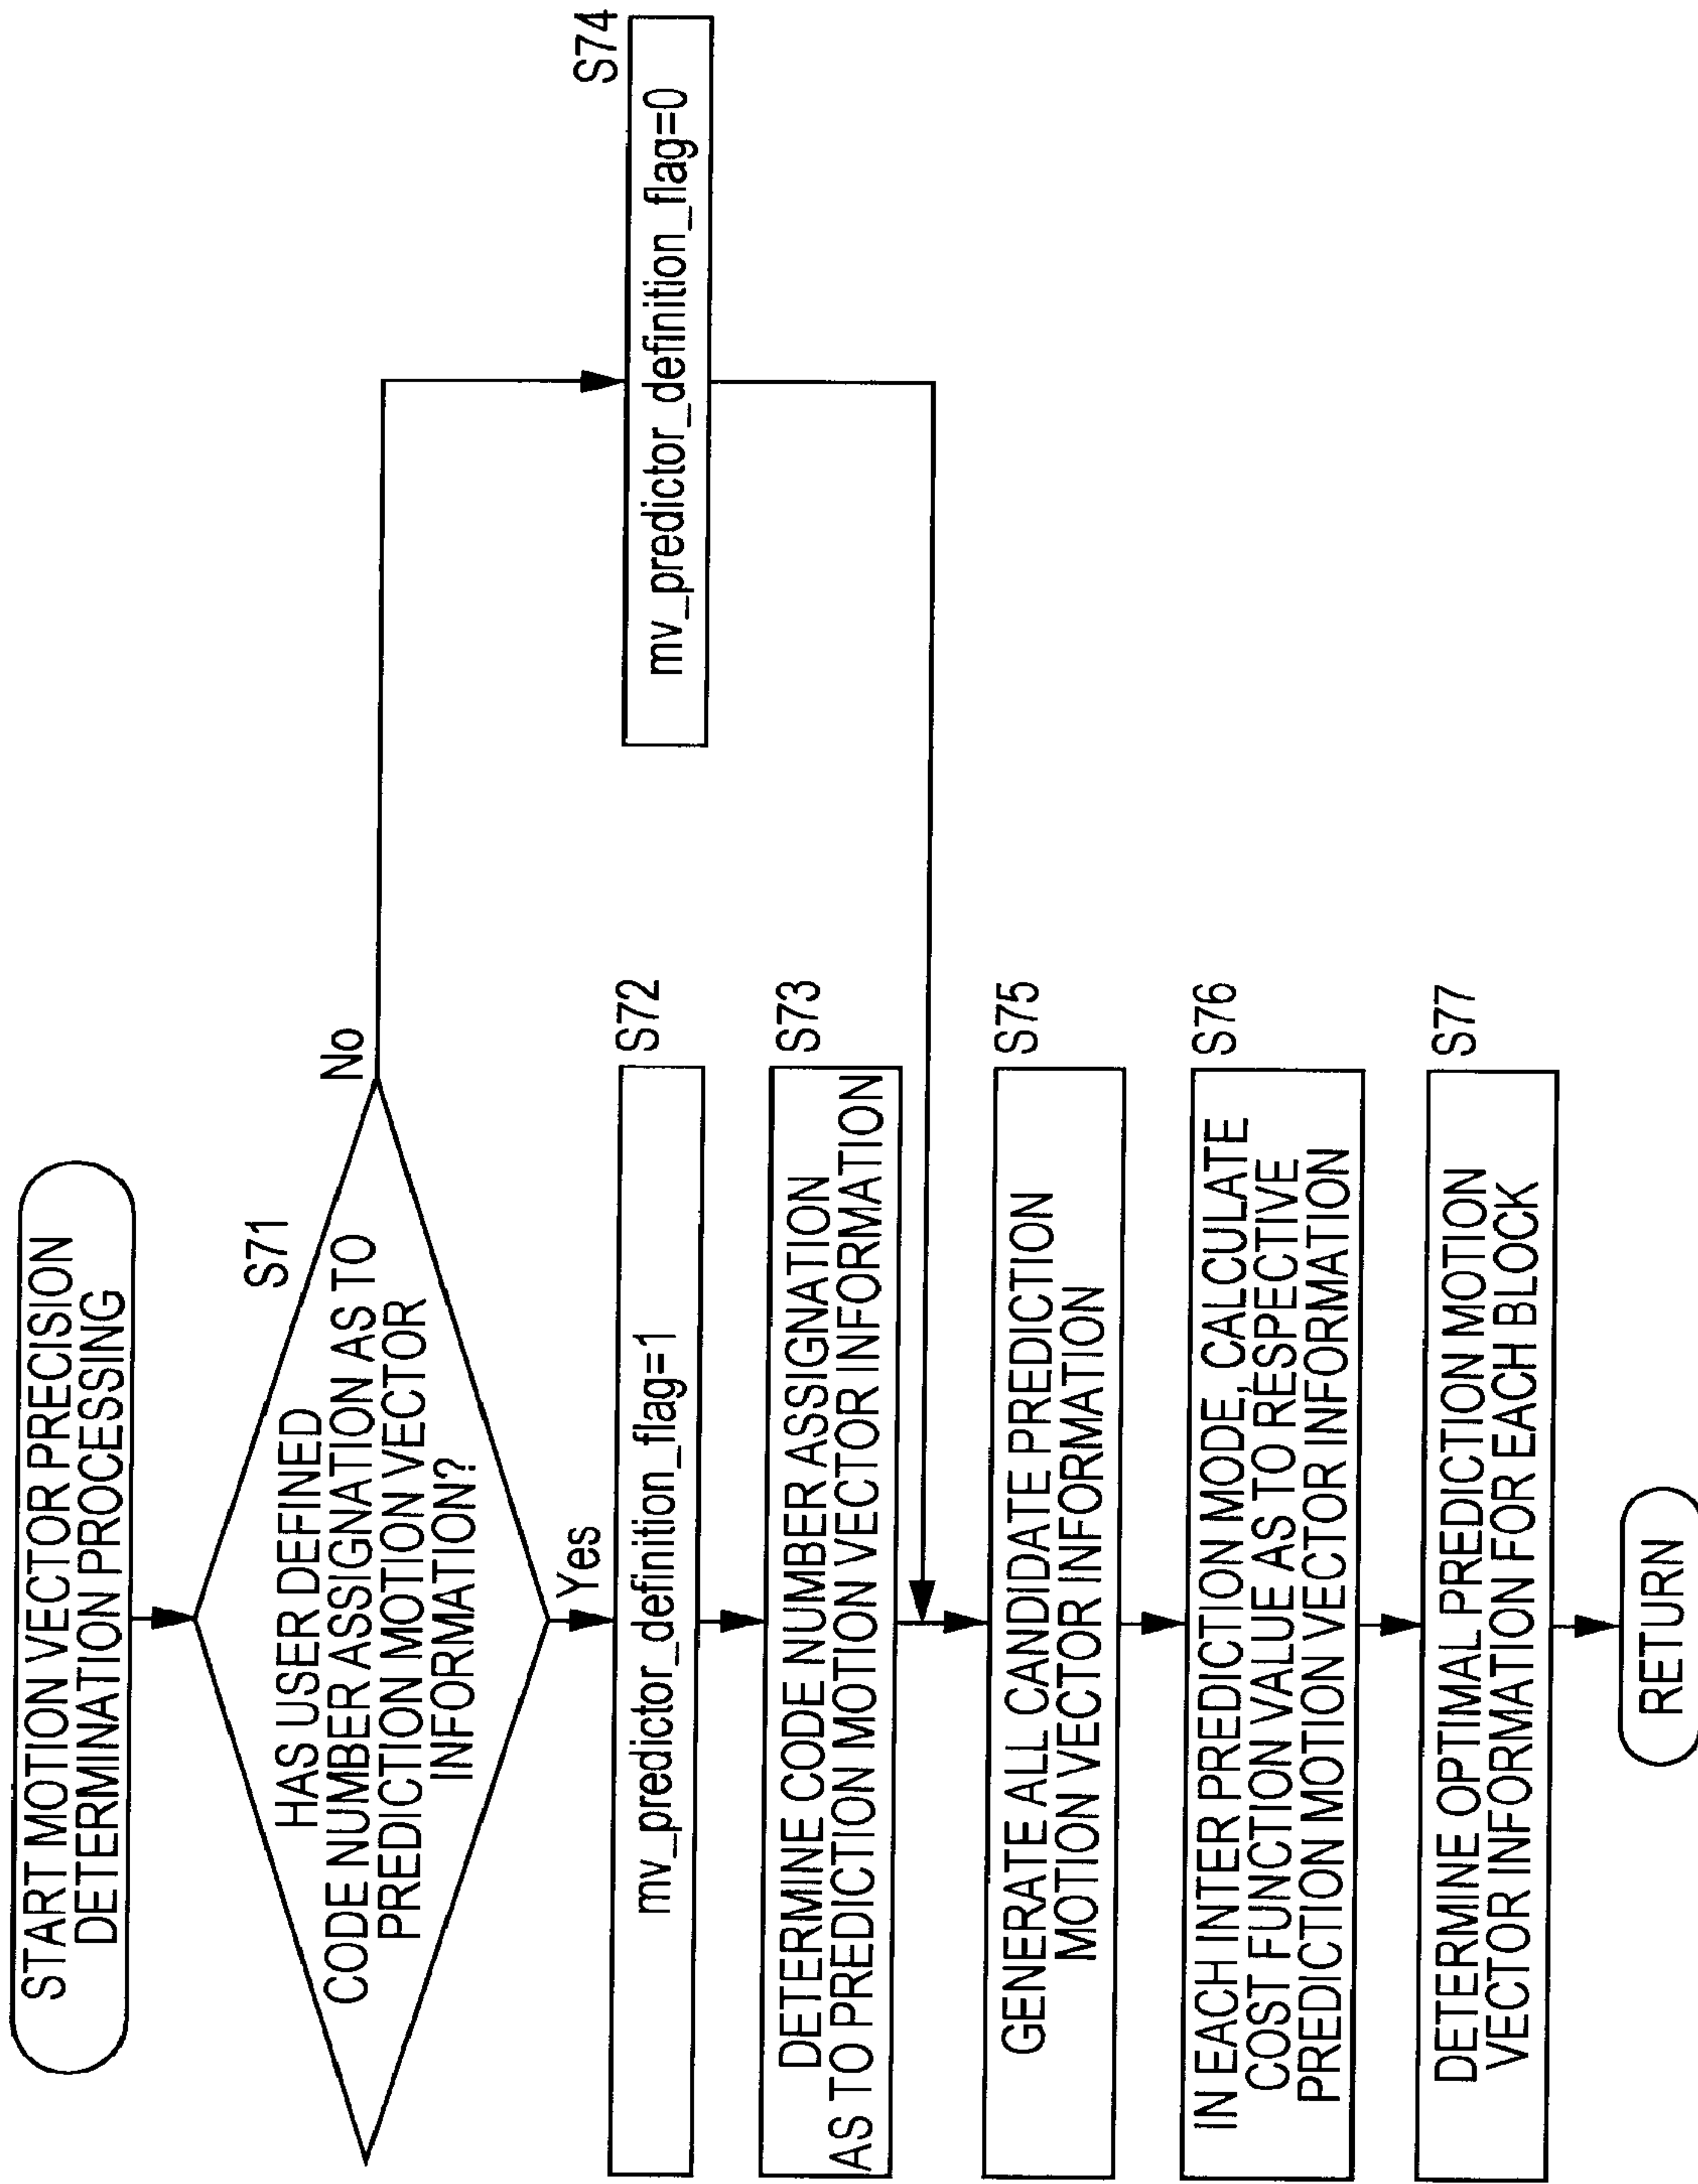 START MOTION VECTOR PRECISION
DETERMINATION PROCESSING
S71
HAS USER DEFINED
CODE NUMBER ASSIGNATION AS TO
PREDICTION MOTION VECTOR
INFORMATION?
No
Yes
S72
mv_predictor_definition_flag=1
S74
mv_predictor_definition_flag=0
S73
DETERMINE CODE NUMBER ASSIGNATION
AS TO PREDICTION MOTION VECTOR INFORMATION
S75
GENERATE ALL CANDIDATE PREDICTION
MOTION VECTOR INFORMATION
S76
IN EACH INTER PREDICTION MODE, CALCULATE
COST FUNCTION VALUE AS TO RESPECTIVE
PREDICTION MOTION VECTOR INFORMATION
S77
DETERMINE OPTIMAL PREDICTION MOTION
VECTOR INFORMATION FOR EACH BLOCK
RETURN